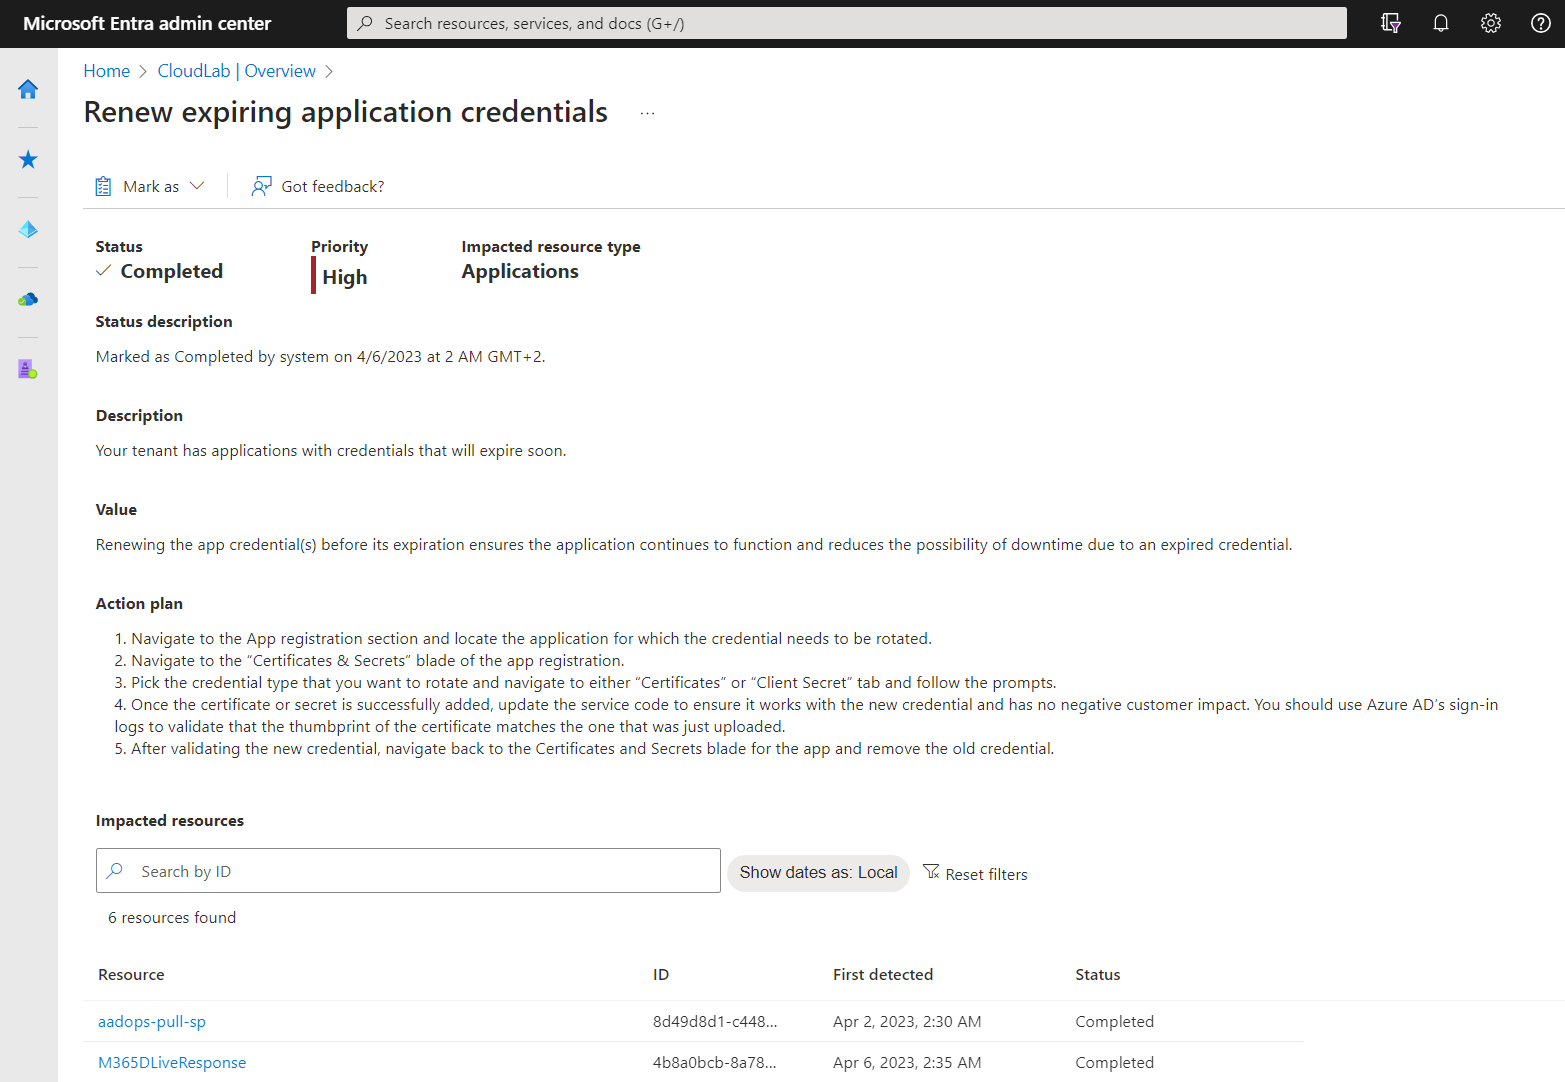 Microsoft Entra admin center
Search resources, services, and docs (G+/)
Home > CloudLab | Overview >
Renew expiring application credentials ...
Mark as
Got feedback?
Status
Priority
Impacted resource type
Completed
High
Applications
Status description
Marked as Completed by system on 4/6/2023 at 2 AM GMT+2.
Description
Your tenant has applications with credentials that will expire soon.
Value
Renewing the app credential(s) before its expiration ensures the application continues to function and reduces the possibility of downtime due to an expired credential.
Action plan
1. Navigate to the App registration section and locate the application for which the credential needs to be rotated.
2. Navigate to the “Certificates & Secrets” blade of the app registration.
3. Pick the credential type that you want to rotate and navigate to either “Certificates” or “Client Secret” tab and follow the prompts.
4. Once the certificate or secret is successfully added, update the service code to ensure it works with the new credential and has no negative customer impact. You should use Azure AD’s sign-in
logs to validate that the thumbprint of the certificate matches the one that was just uploaded.
5. After validating the new credential, navigate back to the Certificates and Secrets blade for the app and remove the old credential.
Impacted resources
Search by ID
Show dates as: Local
Reset filters
6 resources found
Resource ID First detected Status
aadops-pull-sp 8d49d8d1-c448... Apr 2, 2023, 2:30 AM Completed
M365DLiveResponse 4b8a0bcb-8a78... Apr 6, 2023, 2:35 AM Completed